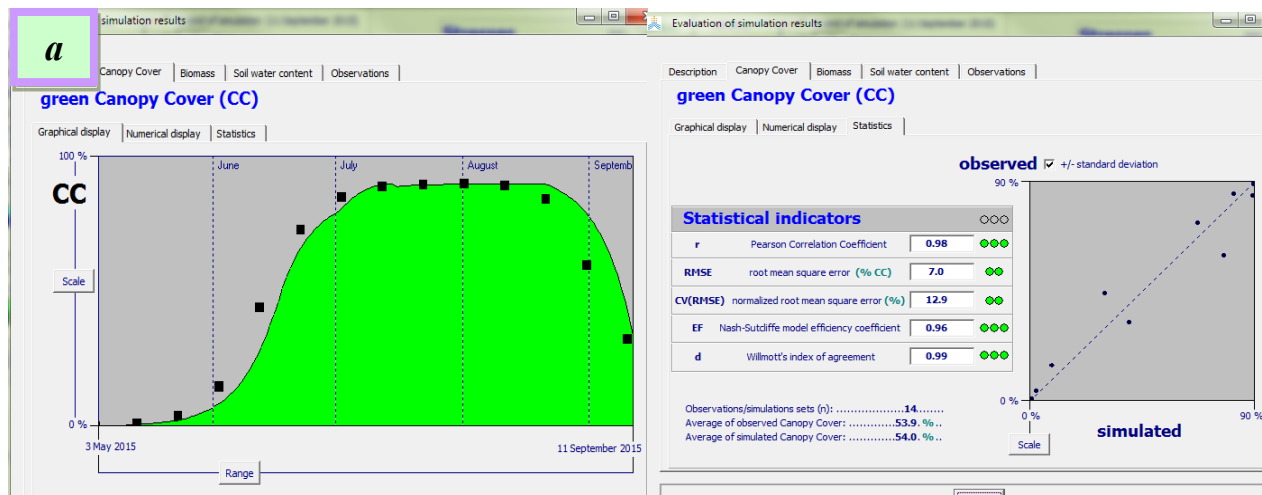 a
simulation results
Canopy Cover Biomass Soil water content Observations
green Canopy Cover (CC)
Graphical display Numerical display Statistics
100 %
CC
June July August Septemb
Scale
0 %
3 May 2015 11 September 2015
Range
Evaluation of simulation results
Description Canopy Cover Biomass Soil water content Observations
green Canopy Cover (CC)
Graphical display Numerical display Statistics
observed +/- standard deviation
90 %
Statistical indicators
r Pearson Correlation Coefficient 0.98
RMSE root mean square error (% CC) 7.0
CV(RMSE) normalized root mean square error (%) 12.9
EF Nash-Sutcliffe model efficiency coefficient 0.96
d Willmott's index of agreement 0.99
Observations/simulations sets (n): ...................14........
Average of observed Canopy Cover: .............53.9. % ..
Average of simulated Canopy Cover: .............54.0. % ..
0 %
0 % 90 %
simulated
Scale